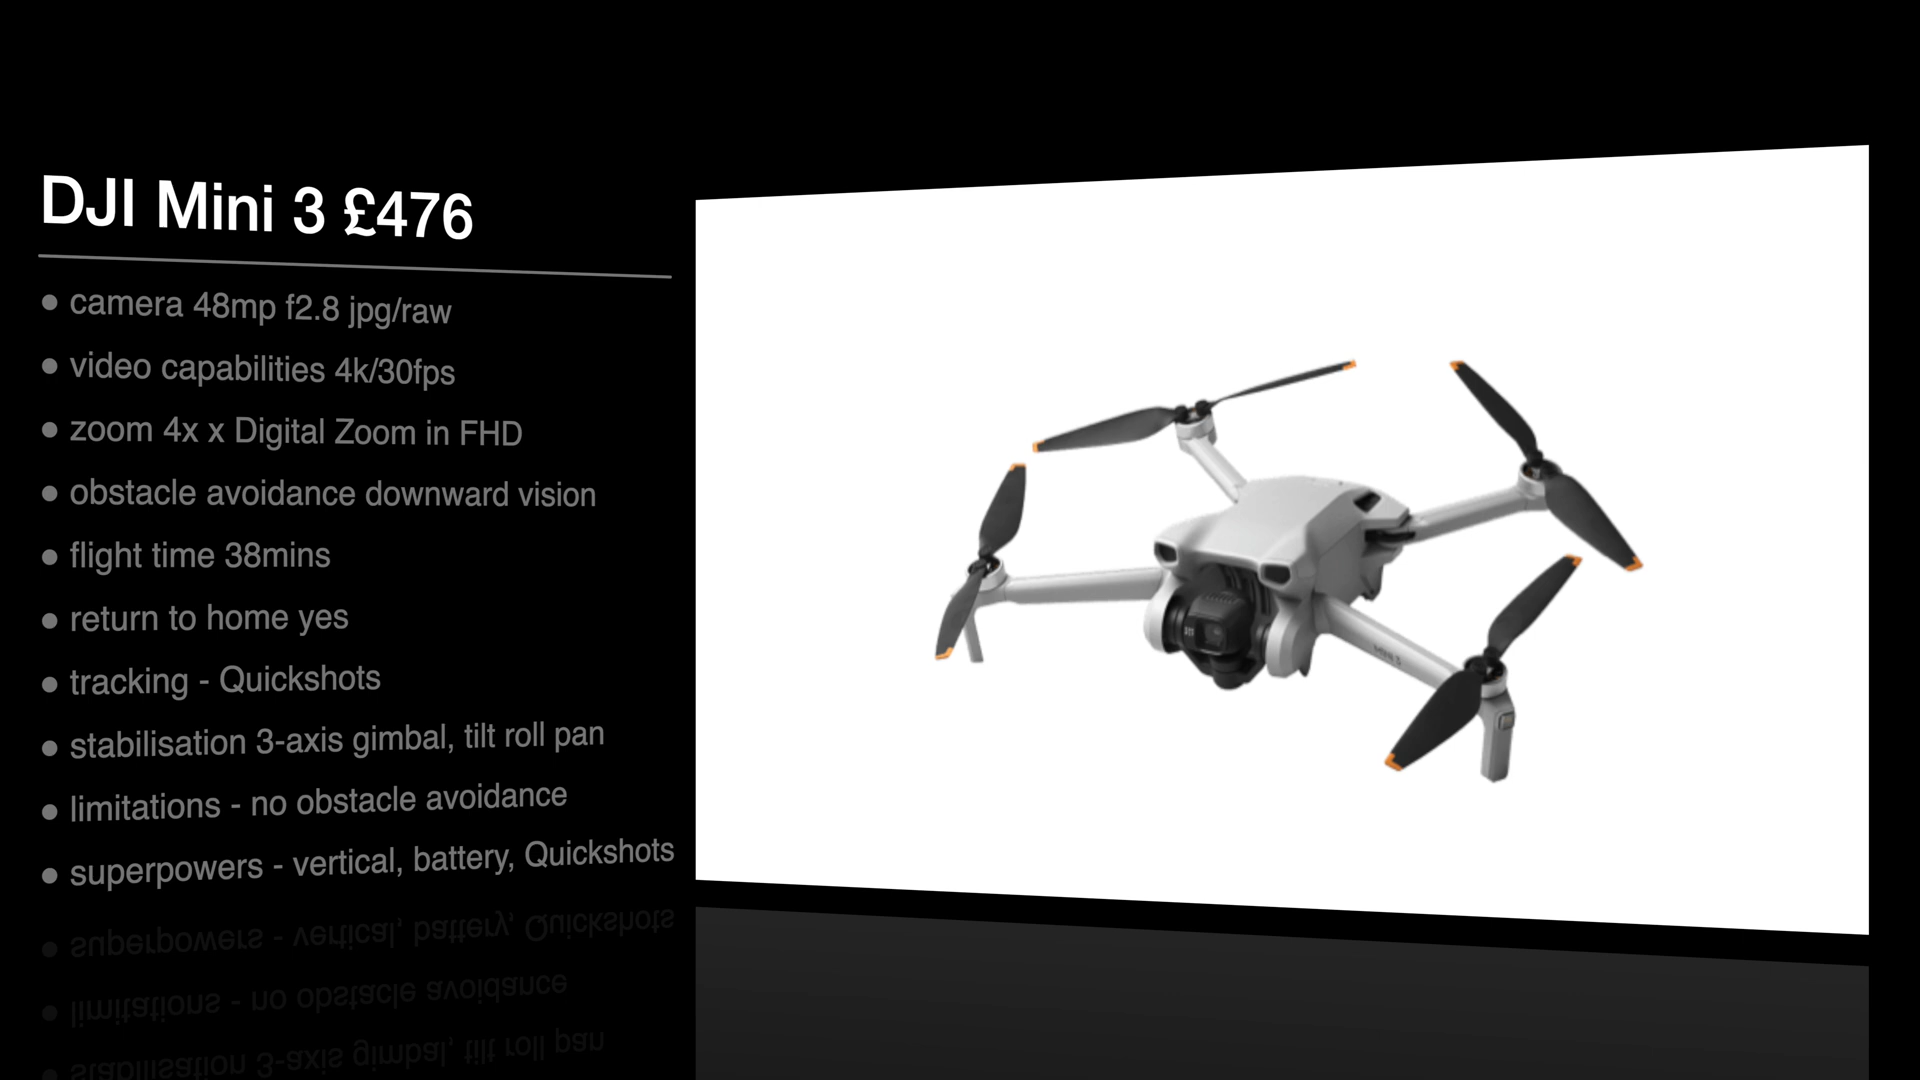 DJI Mini 3 £476
• camera 48mp f2.8 jpg/raw
• video capabilities 4k/30fps
• zoom 4x x Digital Zoom in FHD
• obstacle avoidance downward vision
• flight time 38mins
• return to home yes
• tracking - Quickshots
• stabilisation 3-axis gimbal, tilt roll pan
• limitations - no obstacle avoidance
• superpowers - vertical, battery, Quickshots
MINI 3